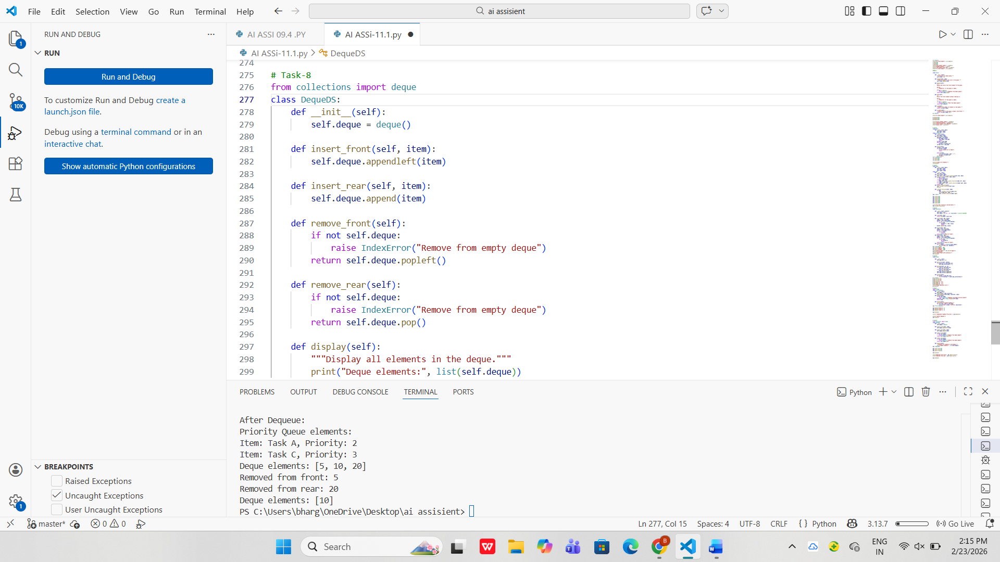 File Edit Selection View Go Run Terminal Help
ai assisient
RUN AND DEBUG
RUN
Run and Debug
To customize Run and Debug create a
launch.json file.
Debug using a terminal command or in an
interactive chat.
Show automatic Python configurations
BREAKPOINTS
Raised Exceptions
Uncaught Exceptions
User Uncaught Exceptions
1
10K
1
AI ASSI 09.4 .PY
AI ASSi-11.1.py
AI ASSi-11.1.py > DequeDS
274
275 # Task-8
276 from collections import deque
277 class DequeDS:
278 def __init__(self):
279 self.deque = deque()
280
281 def insert_front(self, item):
282 self.deque.appendleft(item)
283
284 def insert_rear(self, item):
285 self.deque.append(item)
286
287 def remove_front(self):
288 if not self.deque:
289 raise IndexError("Remove from empty deque")
290 return self.deque.popleft()
291
292 def remove_rear(self):
293 if not self.deque:
294 raise IndexError("Remove from empty deque")
295 return self.deque.pop()
296
297 def display(self):
298 """Display all elements in the deque."""
299 print("Deque elements:", list(self.deque))
PROBLEMS OUTPUT DEBUG CONSOLE TERMINAL PORTS
Python
After Dequeue:
Priority Queue elements:
Item: Task A, Priority: 2
Item: Task C, Priority: 3
Deque elements: [5, 10, 20]
Removed from front: 5
Removed from rear: 20
Deque elements: [10]
PS C:\Users\bharg\OneDrive\Desktop\ai assisient>
master* 0 0
Ln 277, Col 15 Spaces: 4 UTF-8 CRLF { } Python 3.13.7 Go Live
Search
ENG
IN
2:15 PM
2/23/2026